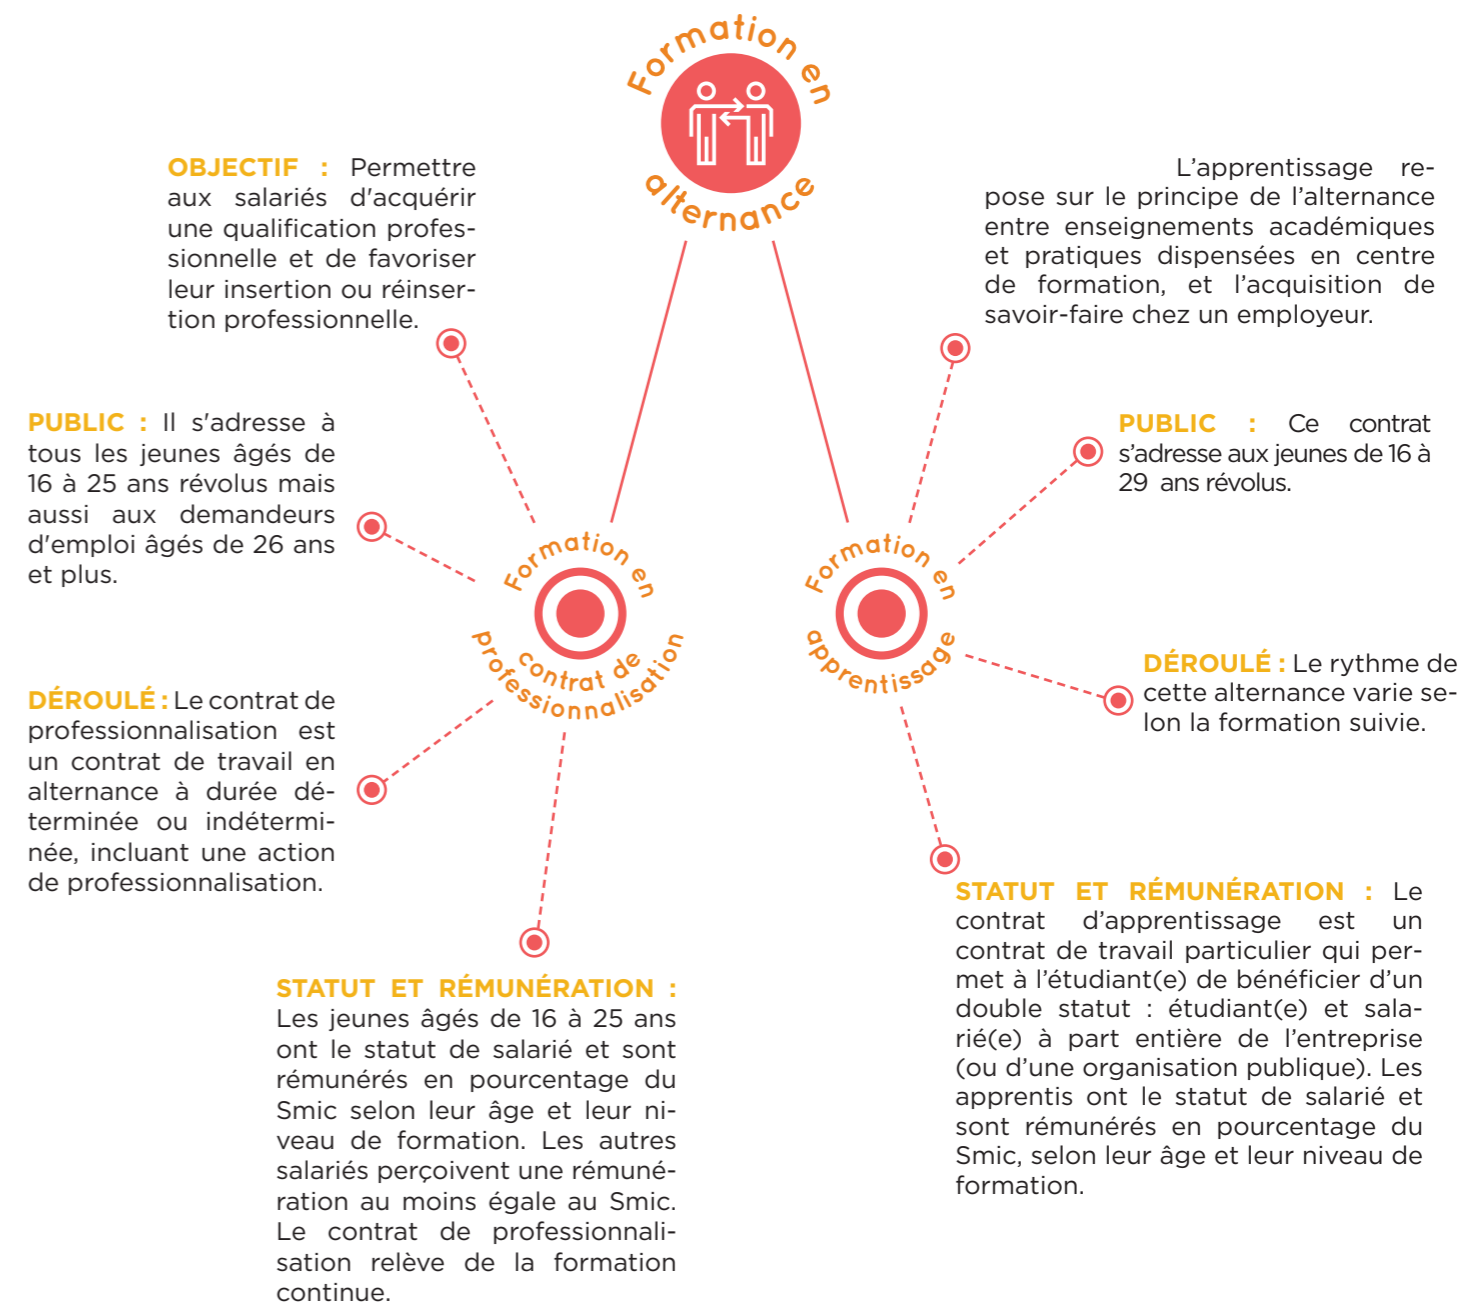 Formation en
alternance
OBJECTIF : Permettre
aux salariés d'acquérir
une qualification profes-
sionnelle et de favoriser
leur insertion ou réinser-
tion professionnelle.
PUBLIC : Il s'adresse à
tous les jeunes âgés de
16 à 25 ans révolus mais
aussi aux demandeurs
d'emploi âgés de 26 ans
et plus.
Formation en
contrat de
professionnalisation
DÉROULÉ : Le contrat de
professionnalisation est
un contrat de travail en
alternance à durée dé-
terminée ou indétermi-
née, incluant une action
de professionnalisation.
STATUT ET RÉMUNÉRATION :
Les jeunes âgés de 16 à 25 ans
ont le statut de salarié et sont
rémunérés en pourcentage du
Smic selon leur âge et leur ni-
veau de formation. Les autres
salariés perçoivent une rémuné-
ration au moins égale au Smic.
Le contrat de professionnali-
sation relève de la formation
continue.
L’apprentissage re-
pose sur le principe de l’alternance
entre enseignements académiques
et pratiques dispensées en centre
de formation, et l’acquisition de
savoir-faire chez un employeur.
PUBLIC : Ce contrat
s’adresse aux jeunes de 16 à
29 ans révolus.
Formation en
apprentissage
DÉROULÉ : Le rythme de
cette alternance varie se-
lon la formation suivie.
STATUT ET RÉMUNÉRATION : Le
contrat d’apprentissage est un
contrat de travail particulier qui per-
met à l’étudiant(e) de bénéficier d’un
double statut : étudiant(e) et sala-
rié(e) à part entière de l’entreprise
(ou d’une organisation publique). Les
apprentis ont le statut de salarié et
sont rémunérés en pourcentage du
Smic, selon leur âge et leur niveau de
formation.